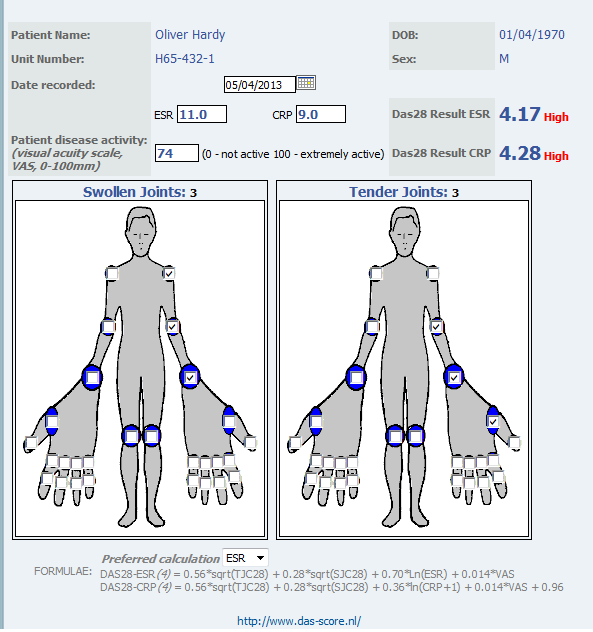 Patient Name: Oliver Hardy DOB: 01/04/1970
Unit Number: H65-432-1 Sex: M
Date recorded: 05/04/2013
ESR 11.0 CRP 9.0 Das28 Result ESR 4.17 High
Patient disease activity: 74 (0 - not active 100 - extremely active) Das28 Result CRP 4.28 High
(visual acuity scale,
VAS, 0-100mm)
Swollen Joints: 3 Tender Joints: 3
Preferred calculation ESR
FORMULAE: DAS28-ESR(4) = 0.56*sqrt(TJC28) + 0.28*sqrt(SJC28) + 0.70*Ln(ESR) + 0.014*VAS
DAS28-CRP(4) = 0.56*sqrt(TJC28) + 0.28*sqrt(SJC28) + 0.36*ln(CRP+1) + 0.014*VAS + 0.96
http://www.das-score.nl/